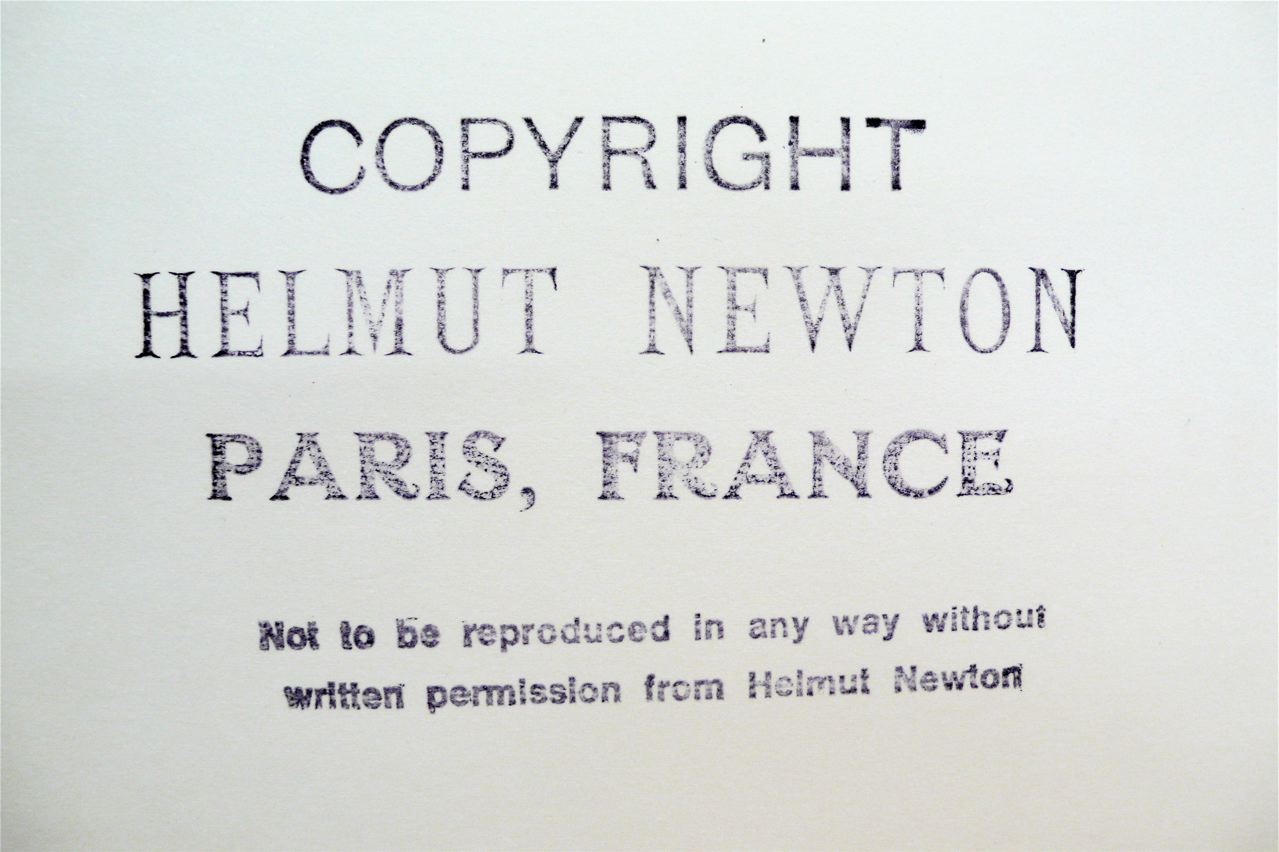 COPYRIGHT
HELMUT NEWTON
PARIS, FRANCE
Not to be reproduced in any way without
written permission from Helmut Newton